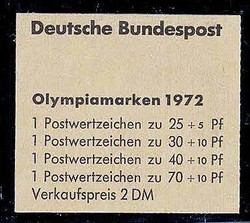 Deutsche Bundespost
Olympiamarken 1972
1 Postwertzeichen zu 25 + 5 Pf
1 Postwertzeichen zu 30 + 10 Pf
1 Postwertzeichen zu 40 + 10 Pf
1 Postwertzeichen zu 70 + 10 Pf
Verkaufspreis 2 DM